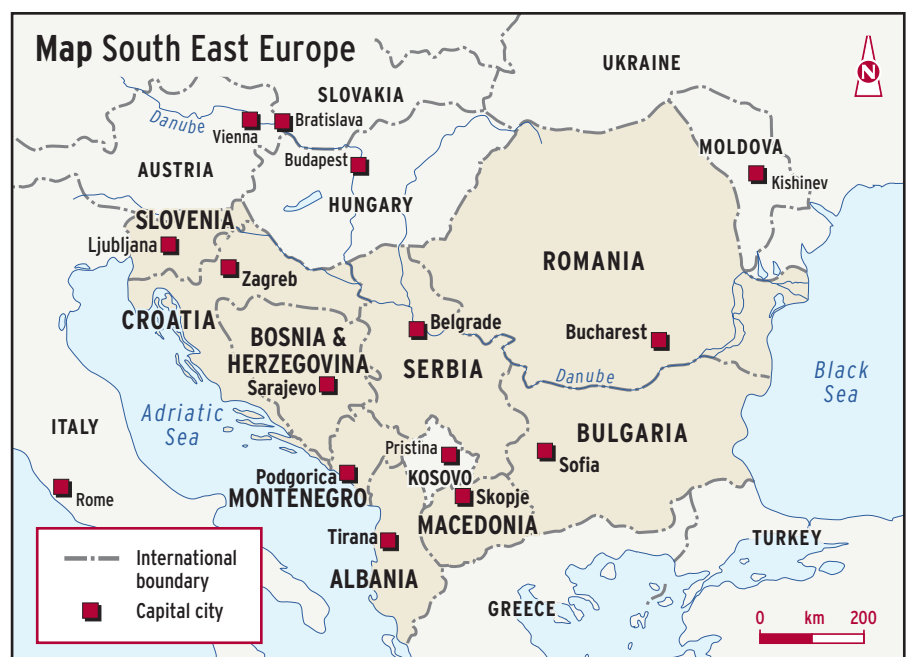 Map South East Europe
UKRAINE
N
SLOVAKIA
Danube
Vienna
Bratislava
Budapest
MOLDOVA
Kishinev
AUSTRIA
HUNGARY
SLOVENIA
Ljubljana
Zagreb
ROMANIA
CROATIA
BOSNIA &
HERZEGOVINA
Sarajevo
Belgrade
Bucharest
SERBIA
Danube
Black
Sea
Adriatic
Sea
ITALY
BULGARIA
Pristina
Sofia
KOSOVO
Podgorica
MONTENEGRO
Rome
Skopje
MACEDONIA
Tirana
TURKEY
ALBANIA
GREECE
International
boundary
Capital city
0 km 200